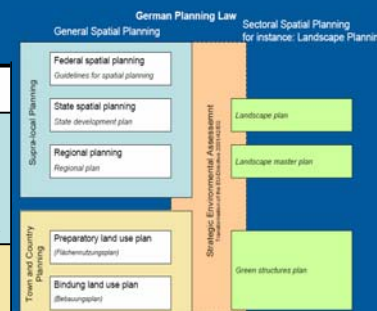 German Planning Law
General Spatial Planning
Sectoral Spatial Planning
for instance: Landscape Plannin
Supra-local Planning
Federal spatial planning
Guidelines for spatial planning
State spatial planning
State development plan
Regional planning
Regional plan
Strategic Environmental Assessemnt
Landscape plan
Landscape master plan
Town and Country
Planning
Preparatory land use plan
(Flächennutzungsplan)
Bindung land use plan
(Bebauungsplan)
Green structures plan